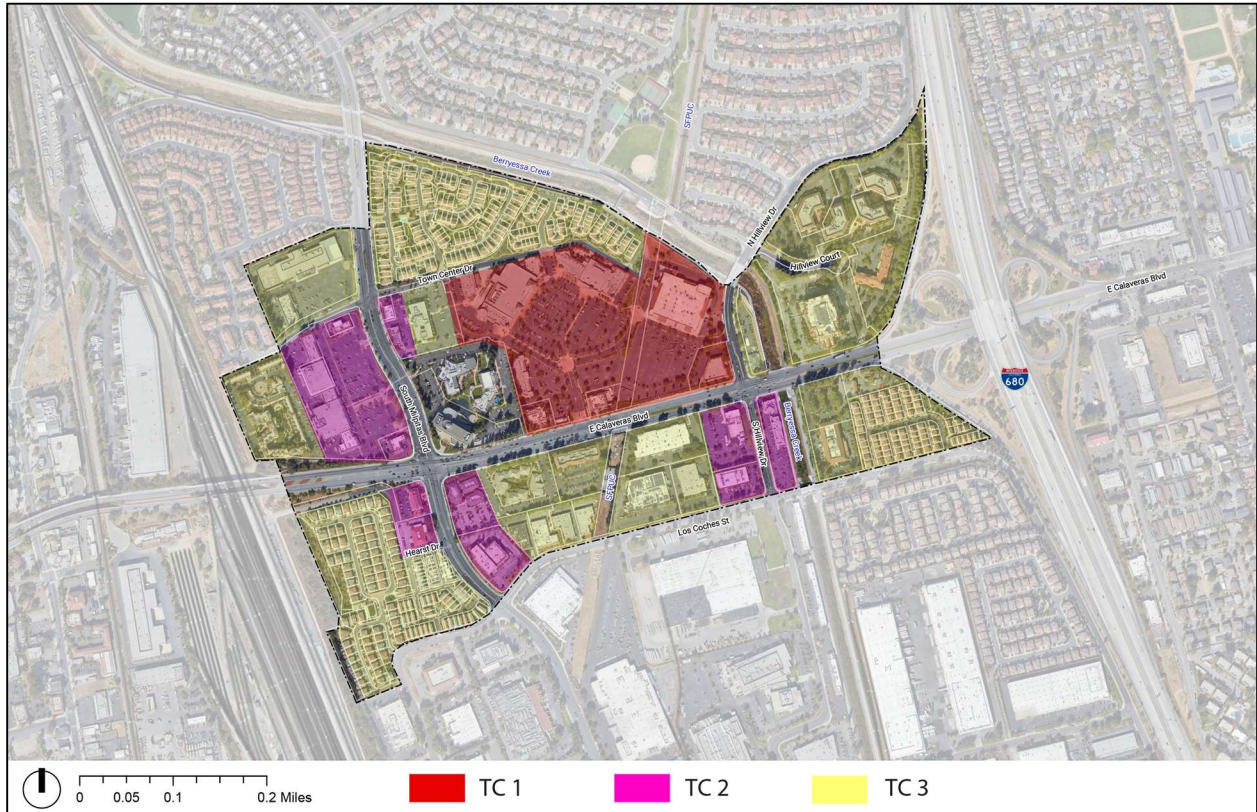 SFPUC
Berryessa Creek
N Hillview Dr
Hillview Court
Town Center Dr
E Calaveras Blvd
INTERSTATE
680
South Milpitas Blvd
E Calaveras Blvd
S Hillview Dr
Berryessa Creek
SFPUC
Los Coches St
Hearst Dr
0 0.05 0.1 0.2 Miles
TC 1 TC 2 TC 3